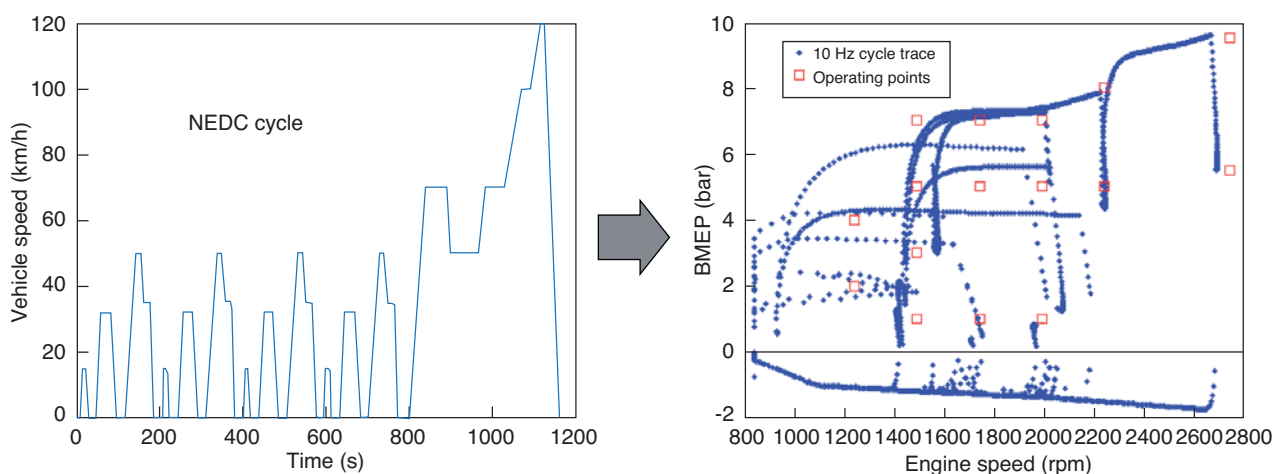 120
100
80
60
40
20
0
Vehicle speed (km/h)
NEDC cycle
0 200 400 600 800 1000 1200
Time (s)
10
8
6
4
2
0
-2
BMEP (bar)
10 Hz cycle trace
Operating points
800 1000 1200 1400 1600 1800 2000 2200 2400 2600 2800
Engine speed (rpm)